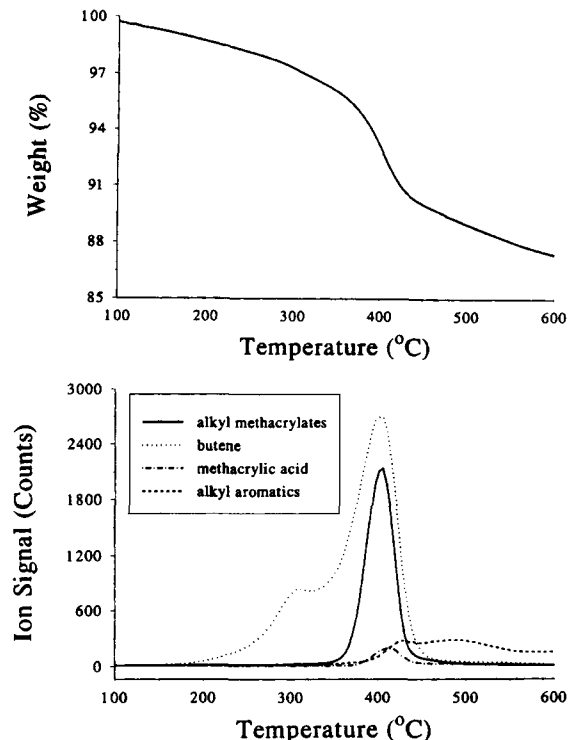 100
97
94
91
88
85
Weight (%)
100 200 300 400 500 600
Temperature (°C)
3000
2400
1800
1200
600
0
Ion Signal (Counts)
alkyl methacrylates
butene
methacrylic acid
alkyl aromatics
100 200 300 400 500 600
Temperature (°C)